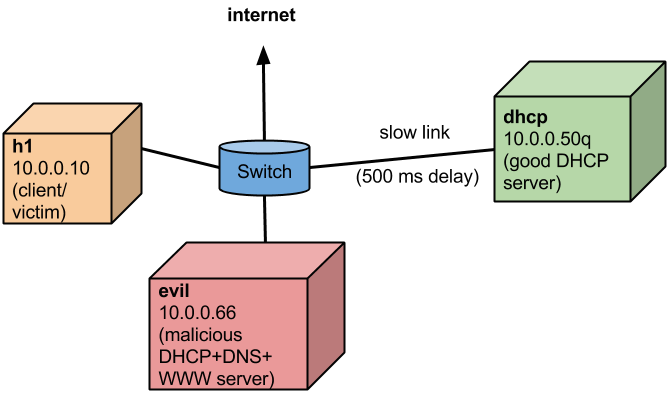 internet
h1
10.0.0.10
(client/
victim)
Switch
slow link
(500 ms delay)
dhcp
10.0.0.50q
(good DHCP
server)
evil
10.0.0.66
(malicious
DHCP+DNS+
WWW server)